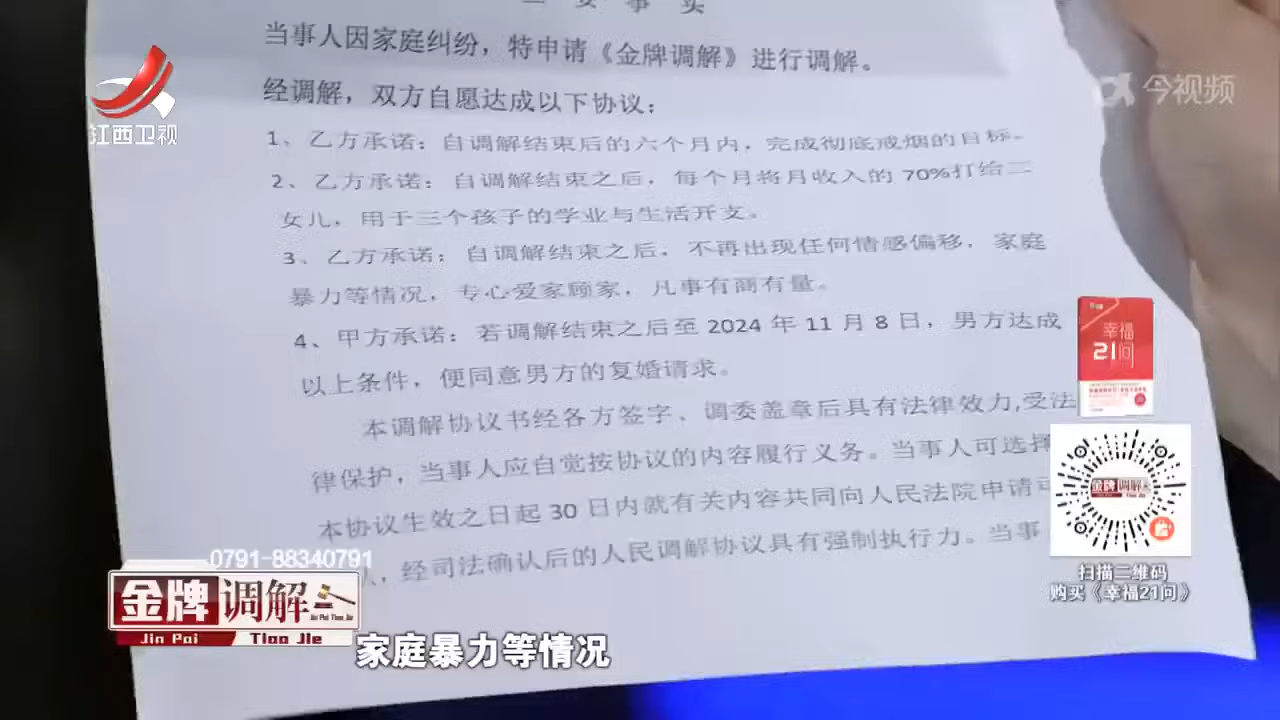 主要事实
当事人因家庭纠纷，特申请《金牌调解》进行调解。
经调解，双方自愿达成以下协议：
1、乙方承诺：自调解结束后的六个月内，完成彻底戒烟的目标。
2、乙方承诺：自调解结束之后，每个月将月收入的 70%打给二
女儿，用于三个孩子的学业与生活开支。
3、乙方承诺：自调解结束之后，不再出现任何情感偏移，家庭
暴力等情况，专心爱家顾家，凡事有商有量。
4、甲方承诺：若调解结束之后至 2024 年 11 月 8 日，男方达成
以上条件，便同意男方的复婚请求。
本调解协议书经各方签字、调委盖章后具有法律效力,受法
律保护，当事人应自觉按协议的内容履行义务。当事人可选择
本协议生效之日起 30 日内就有关内容共同向人民法院申请
，经司法确认后的人民调解协议具有强制执行力。当事
江西卫视
今视频
幸福
21问
金牌调解
扫描二维码
购买《幸福21问》
0791-88340791
金牌调解
Jin Pai Tiao Jie
家庭暴力等情况